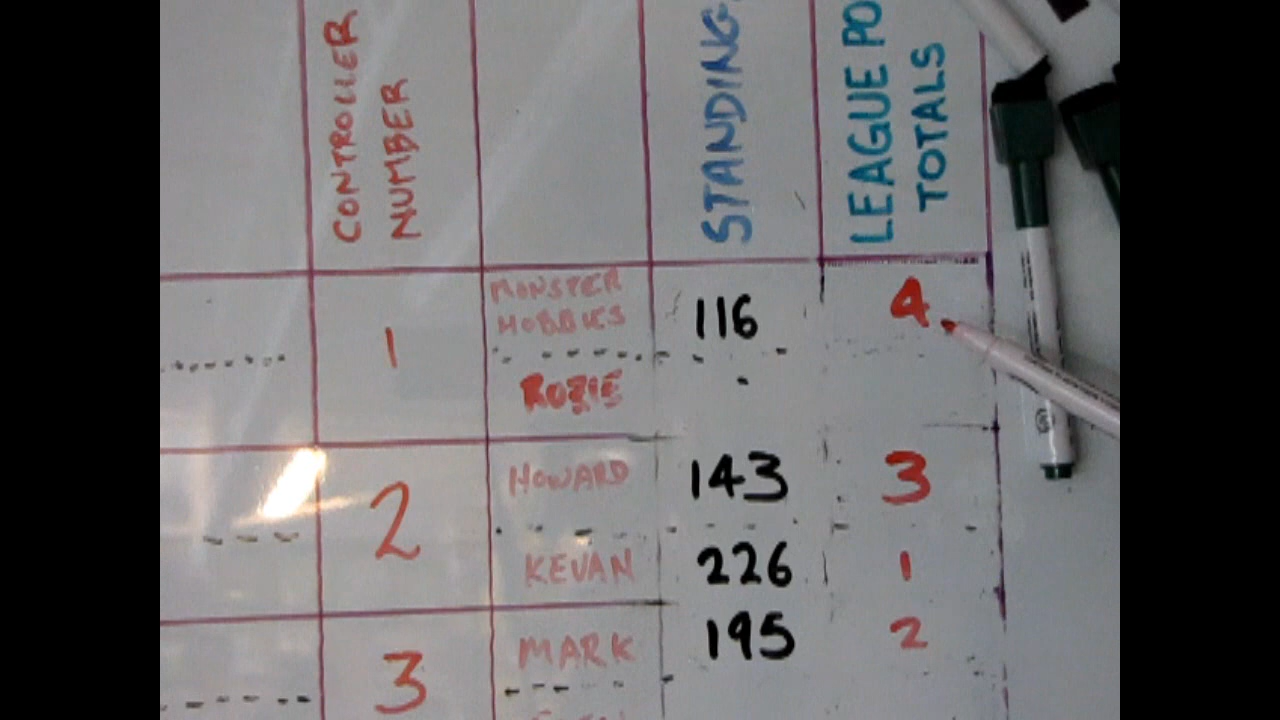 CONTROLLER
NUMBER
STANDING
LEAGUE PO
TOTALS
1
MONSTER
HOBBIES
116
4
ROZIE
2
HOWARD
143
3
KEVAN
226
1
3
MARK
195
2